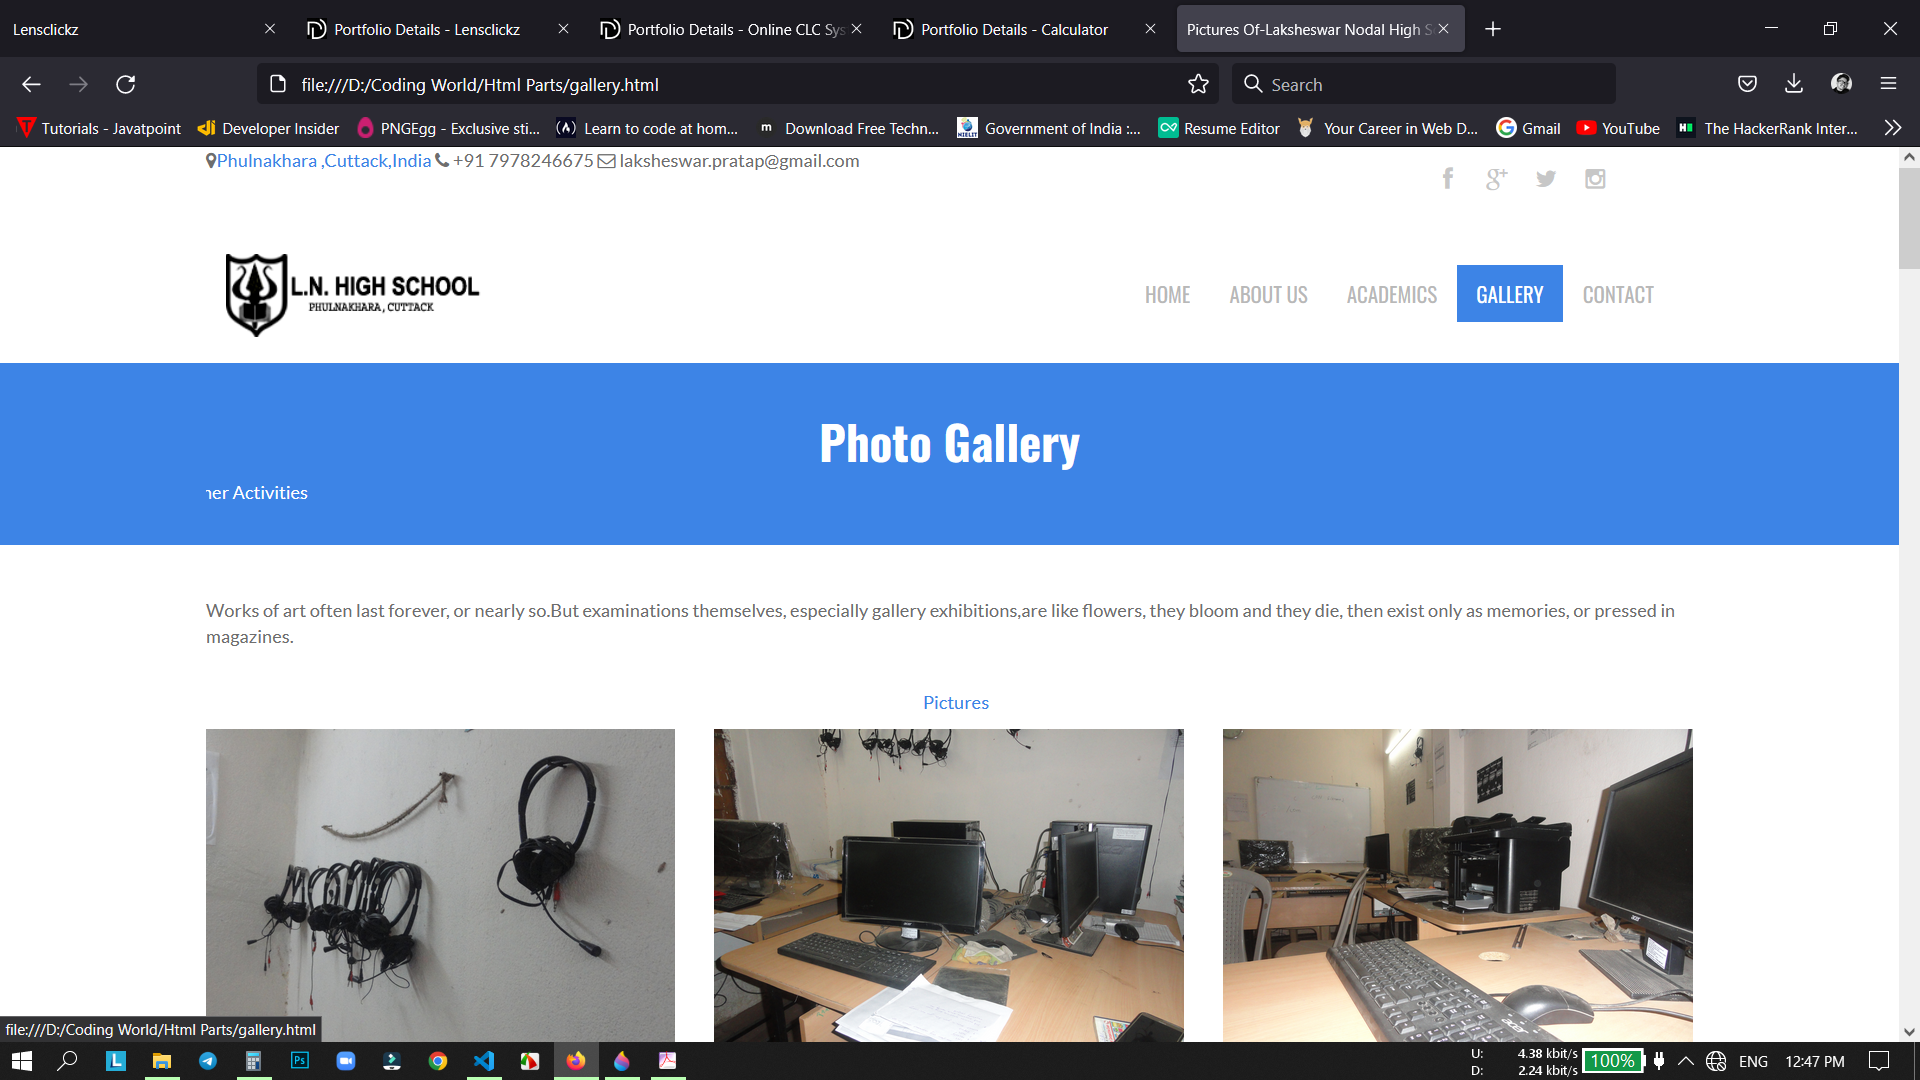 Lensclickz
Portfolio Details - Lensclickz
Portfolio Details - Online CLC Sys
Portfolio Details - Calculator
Pictures Of-Laksheswar Nodal High S
file:///D:/Coding World/Html Parts/gallery.html
Search
Tutorials - Javatpoint
Developer Insider
PNGEgg - Exclusive sti...
Learn to code at hom...
m Download Free Techn...
Government of India :...
Resume Editor
Your Career in Web D...
Gmail
YouTube
The HackerRank Inter...
Phulnakhara ,Cuttack,India +91 7978246675 laksheswar.pratap@gmail.com
L.N. HIGH SCHOOL
PHULNAKHARA, CUTTACK
HOME ABOUT US ACADEMICS GALLERY CONTACT
Photo Gallery
her Activities
Works of art often last forever, or nearly so.But examinations themselves, especially gallery exhibitions,are like flowers, they bloom and they die, then exist only as memories, or pressed in
magazines.
Pictures
file:///D:/Coding World/Html Parts/gallery.html
U: 4.38 kbit/s
D: 2.24 kbit/s
100%
ENG
12:47 PM